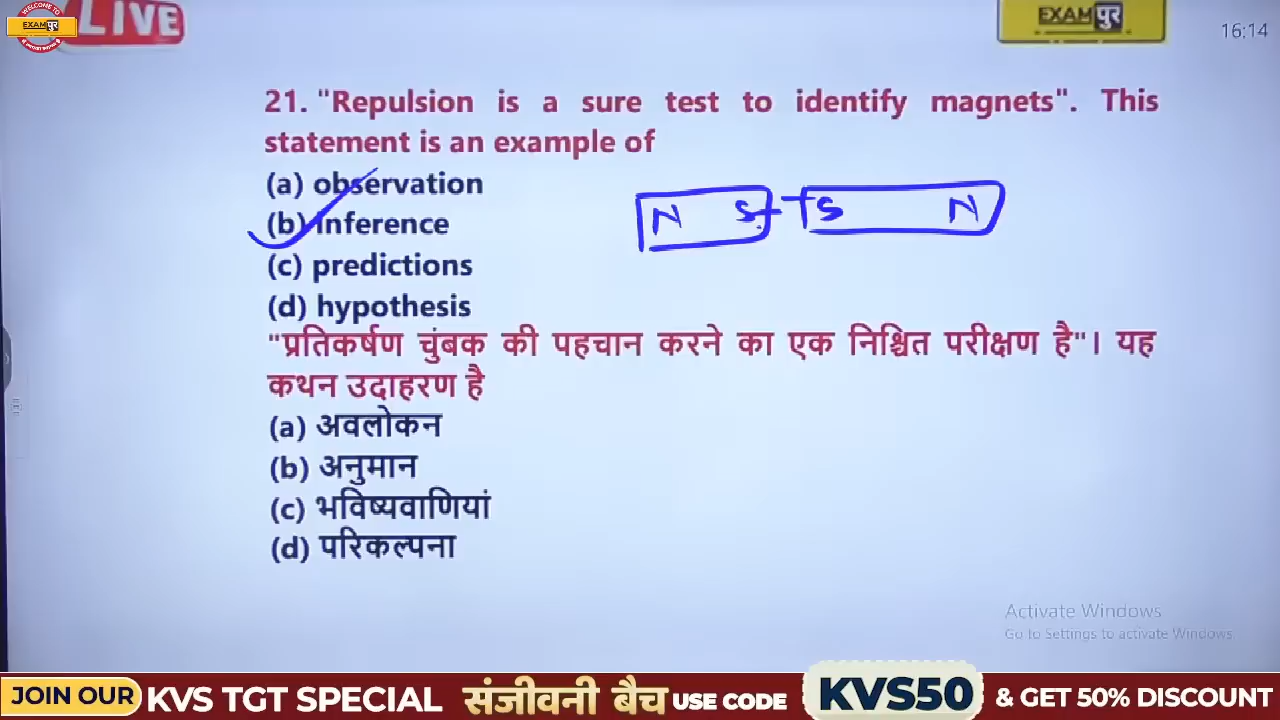 WELCOME TO
EXAMपुर
LIVE
EXAMपुर
16:14
21. "Repulsion is a sure test to identify magnets". This
statement is an example of
(a) observation
(b) inference
(c) predictions
(d) hypothesis
N S S N
"प्रतिकर्षण चुंबक की पहचान करने का एक निश्चित परीक्षण है"। यह
कथन उदाहरण है
(a) अवलोकन
(b) अनुमान
(c) भविष्यवाणियां
(d) परिकल्पना
Activate Windows
Go to Settings to activate Windows.
JOIN OUR KVS TGT SPECIAL संजीवनी बैच USE CODE KVS50 & GET 50% DISCOUNT